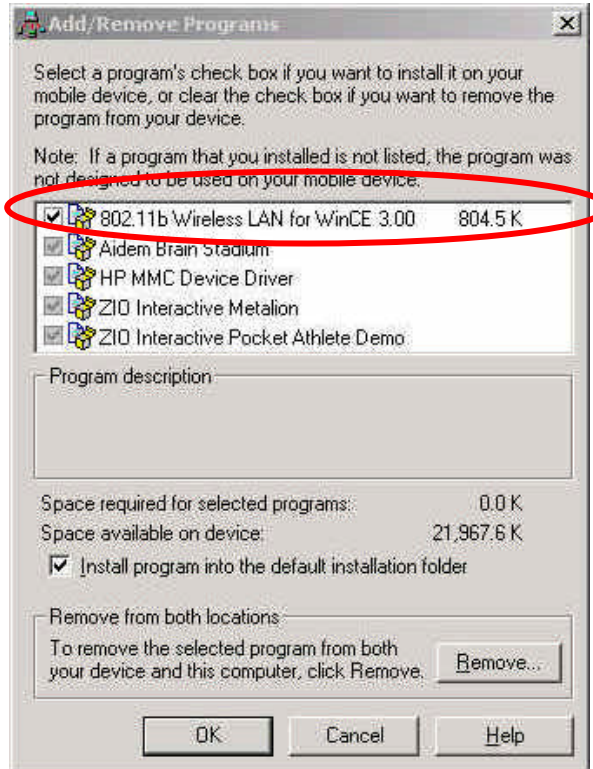 Add/Remove Programs
Select a program's check box if you want to install it on your
mobile device, or clear the check box if you want to remove the
program from your device.
Note: If a program that you installed is not listed, the program was
not designed to be used on your mobile device.
802.11b Wireless LAN for WinCE 3.00 804.5 K
Aidem Brain Stadium
HP MMC Device Driver
ZIO Interactive Metalion
ZIO Interactive Pocket Athlete Demo
Program description
Space required for selected programs: 0.0 K
Space available on device: 21,967.6 K
Install program into the default installation folder
Remove from both locations
To remove the selected program from both
your device and this computer, click Remove.
Remove...
OK Cancel Help